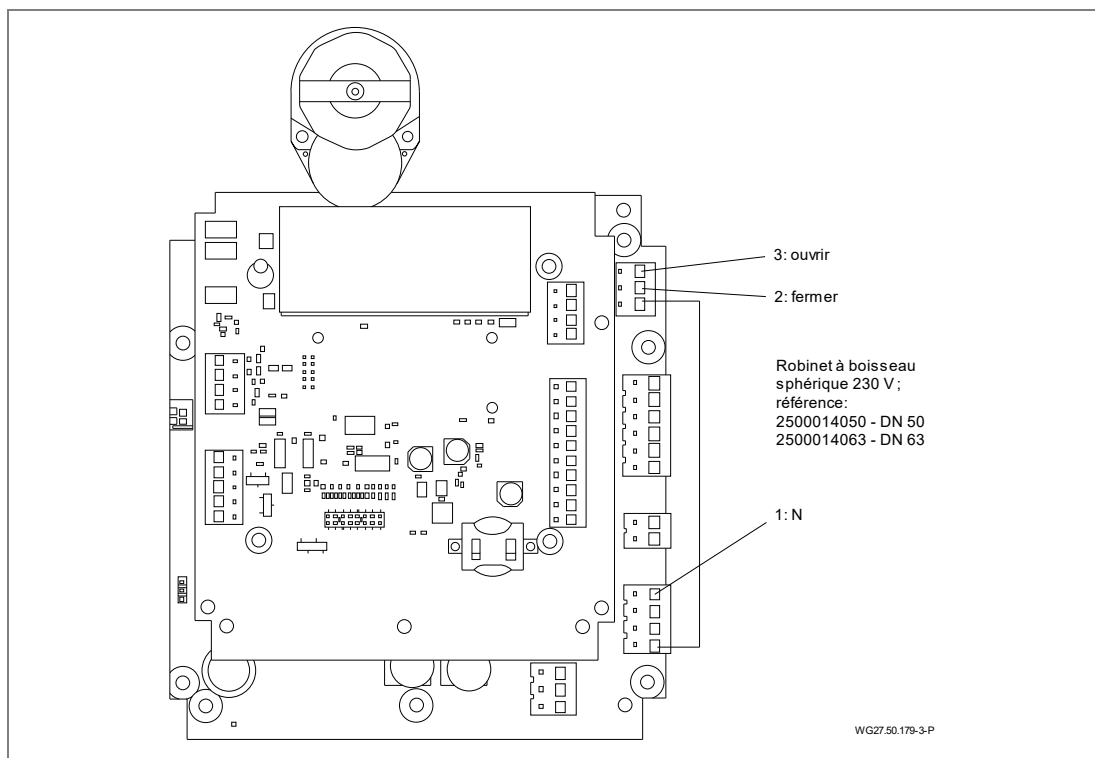 3: ouvrir
2: fermer
Robinet à boisseau
sphérique 230 V ;
référence:
2500014050 - DN 50
2500014063 - DN 63
1: N
WG27.50.179-3-P